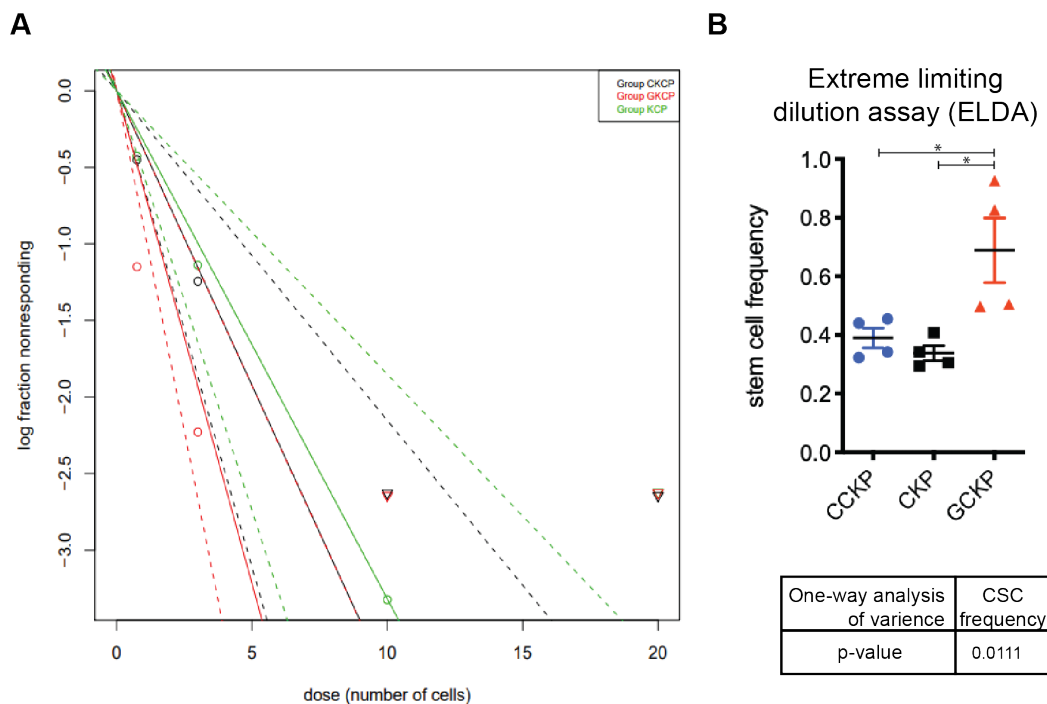 A
Group CKCP
Group GKCP
Group KCP
0.0
−0.5
−1.0
−1.5
−2.0
−2.5
−3.0
log fraction nonresponding
0
5
10
15
20
dose (number of cells)
B
Extreme limiting
dilution assay (ELDA)
*
*
1.0
0.8
0.6
0.4
0.2
0.0
stem cell frequency
CCKP
CKP
GCKP
One-way analysis of varience
CSC frequency
p-value
0.0111